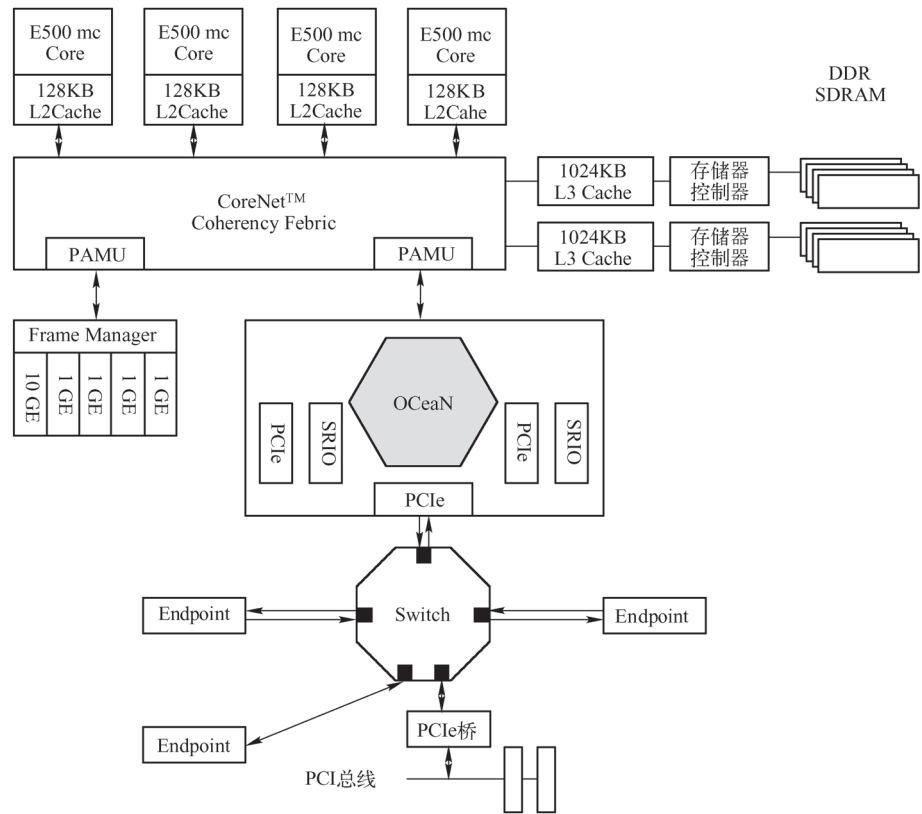 E500 mc
Core
128KB
L2Cache
E500 mc
Core
128KB
L2Cache
E500 mc
Core
128KB
L2Cache
E500 mc
Core
128KB
L2Cahe
DDR
SDRAM
CoreNet™
Coherency Febric
PAMU
PAMU
1024KB
L3 Cache
存储器
控制器
1024KB
L3 Cache
存储器
控制器
Frame Manager
10 GE
1 GE
1 GE
1 GE
1 GE
OCeaN
PCIe
SRIO
PCIe
SRIO
PCIe
Switch
Endpoint
Endpoint
Endpoint
PCIe桥
PCI总线